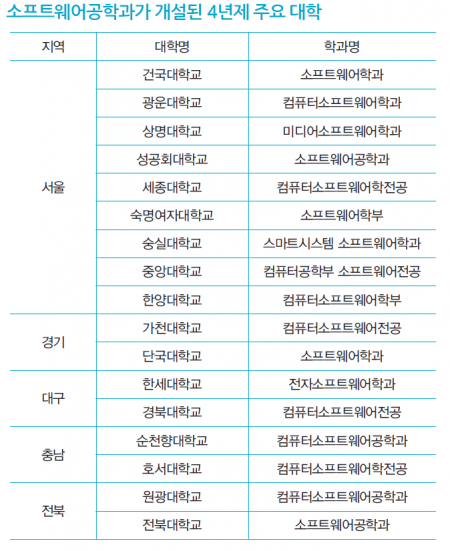 소프트웨어공학과가 개설된 4년제 주요 대학
지역 대학명 학과명
서울
건국대학교 소프트웨어학과
광운대학교 컴퓨터소프트웨어학과
상명대학교 미디어소프트웨어학과
성공회대학교 소프트웨어공학과
세종대학교 컴퓨터소프트웨어학전공
숙명여자대학교 소프트웨어학부
숭실대학교 스마트시스템 소프트웨어학과
중앙대학교 컴퓨터공학부 소프트웨어전공
한양대학교 컴퓨터소프트웨어학부
경기
가천대학교 컴퓨터소프트웨어전공
단국대학교 소프트웨어학과
대구
한세대학교 전자소프트웨어학과
경북대학교 컴퓨터소프트웨어전공
충남
순천향대학교 컴퓨터소프트웨어공학과
호서대학교 컴퓨터소프트웨어학전공
전북
원광대학교 컴퓨터소프트웨어공학과
전북대학교 소프트웨어공학과